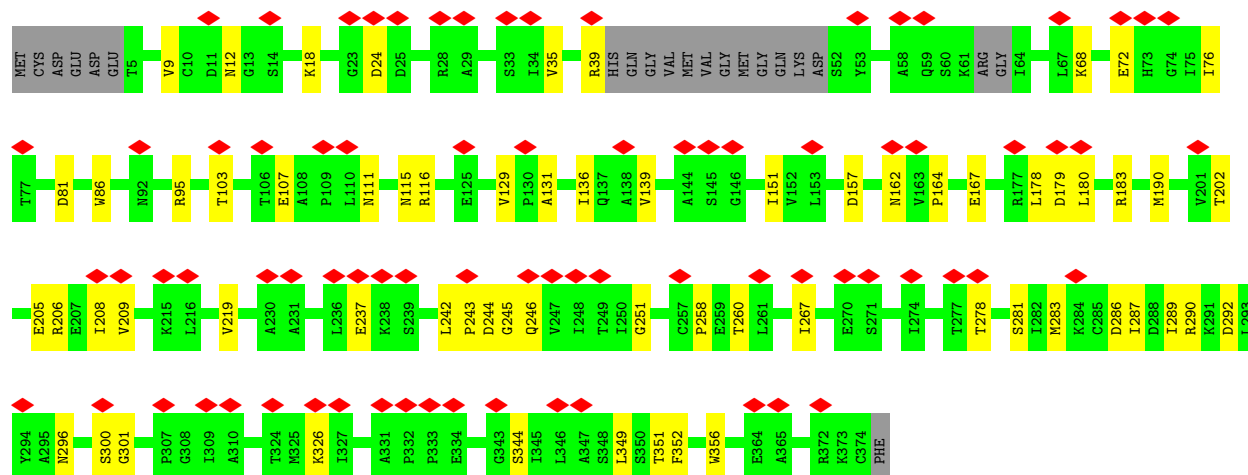 MET CYS ASP GLU ASP GLU T5 V9 C10 D11 N12 G13 S14 K18 G23 D24 D25 R28 A29 S33 I34 V35 R39 HIS GLN GLY VAL MET VAL GLY MET GLY GLN LYS ASP S52 Y53 A58 Q59 S60 K61 ARG GLY I64 L67 K68 E72 H73 G74 I75 I76
T77 D81 W86 N92 R95 T103 T106 E107 A108 P109 L110 N111 N115 R116 E125 V129 P130 A131 I136 Q137 A138 V139 A144 S145 G146 I151 V152 L153 D157 N162 V163 P164 E167 R177 L178 D179 L180 R183 M190 V201 T202
E205 R206 E207 I208 V209 K215 L216 V219 A230 A231 L236 E237 K238 S239 L242 P243 D244 G245 Q246 V247 I248 T249 I250 G251 C257 P258 E259 T260 L261 I267 E270 S271 I274 T277 T278 S281 I282 M283 K284 C285 D286 I287 D288 I289 R290 K291 D292 L293
Y294 A295 N296 S300 G301 P307 G308 I309 A310 T324 M325 K326 I327 A331 P332 P333 E334 G343 S344 I345 L346 A347 S348 L349 S350 T351 F352 W356 E364 A365 R372 K373 C374 PHE